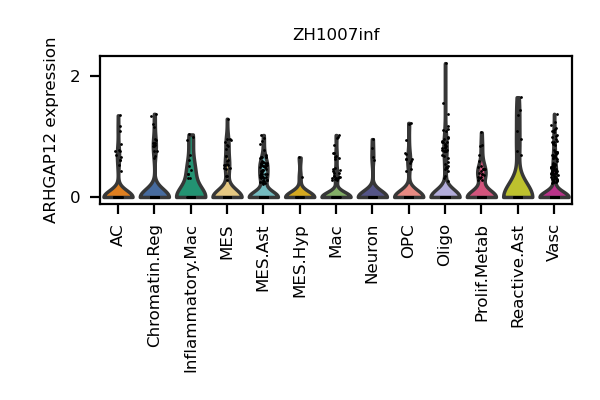 ZH1007inf
ARHGAP12 expression
2
0
AC
Chromatin.Reg
Inflammatory.Mac
MES
MES.Ast
MES.Hyp
Mac
Neuron
OPC
Oligo
Prolif.Metab
Reactive.Ast
Vasc